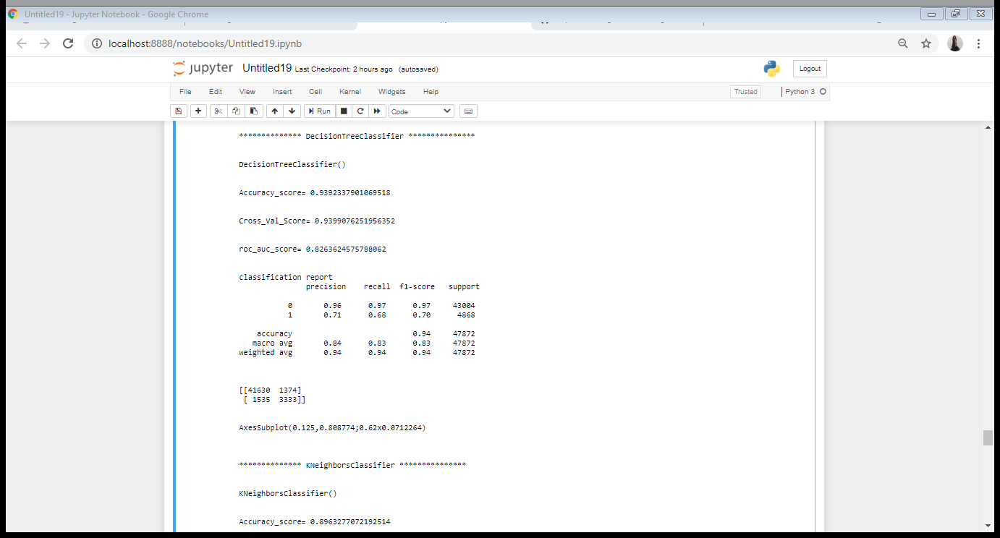 Untitled19 - Jupyter Notebook - Google Chrome
localhost:8888/notebooks/Untitled19.ipynb
jupyter Untitled19 Last Checkpoint: 2 hours ago (autosaved)
Logout
File Edit View Insert Cell Kernel Widgets Help
Trusted
Python 3
Run
Code
************** DecisionTreeClassifier ***************
DecisionTreeClassifier()
Accuracy_score= 0.9392337901069518
Cross_Val_Score= 0.9399076251956352
roc_auc_score= 0.8263624575788062
classification report
precision recall f1-score support
0 0.96 0.97 0.97 43004
1 0.71 0.68 0.70 4868
accuracy 0.94 47872
macro avg 0.84 0.83 0.83 47872
weighted avg 0.94 0.94 0.94 47872
[[41630 1374]
[ 1535 3333]]
AxesSubplot(0.125,0.808774;0.62x0.0712264)
************** KNeighborsClassifier ***************
KNeighborsClassifier()
Accuracy_score= 0.8963277072192514